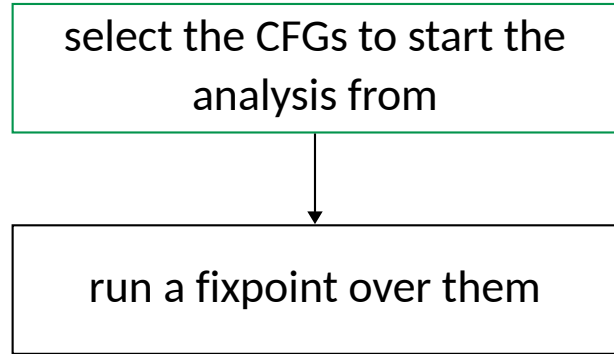 select the CFGs to start the
analysis from
run a fixpoint over them